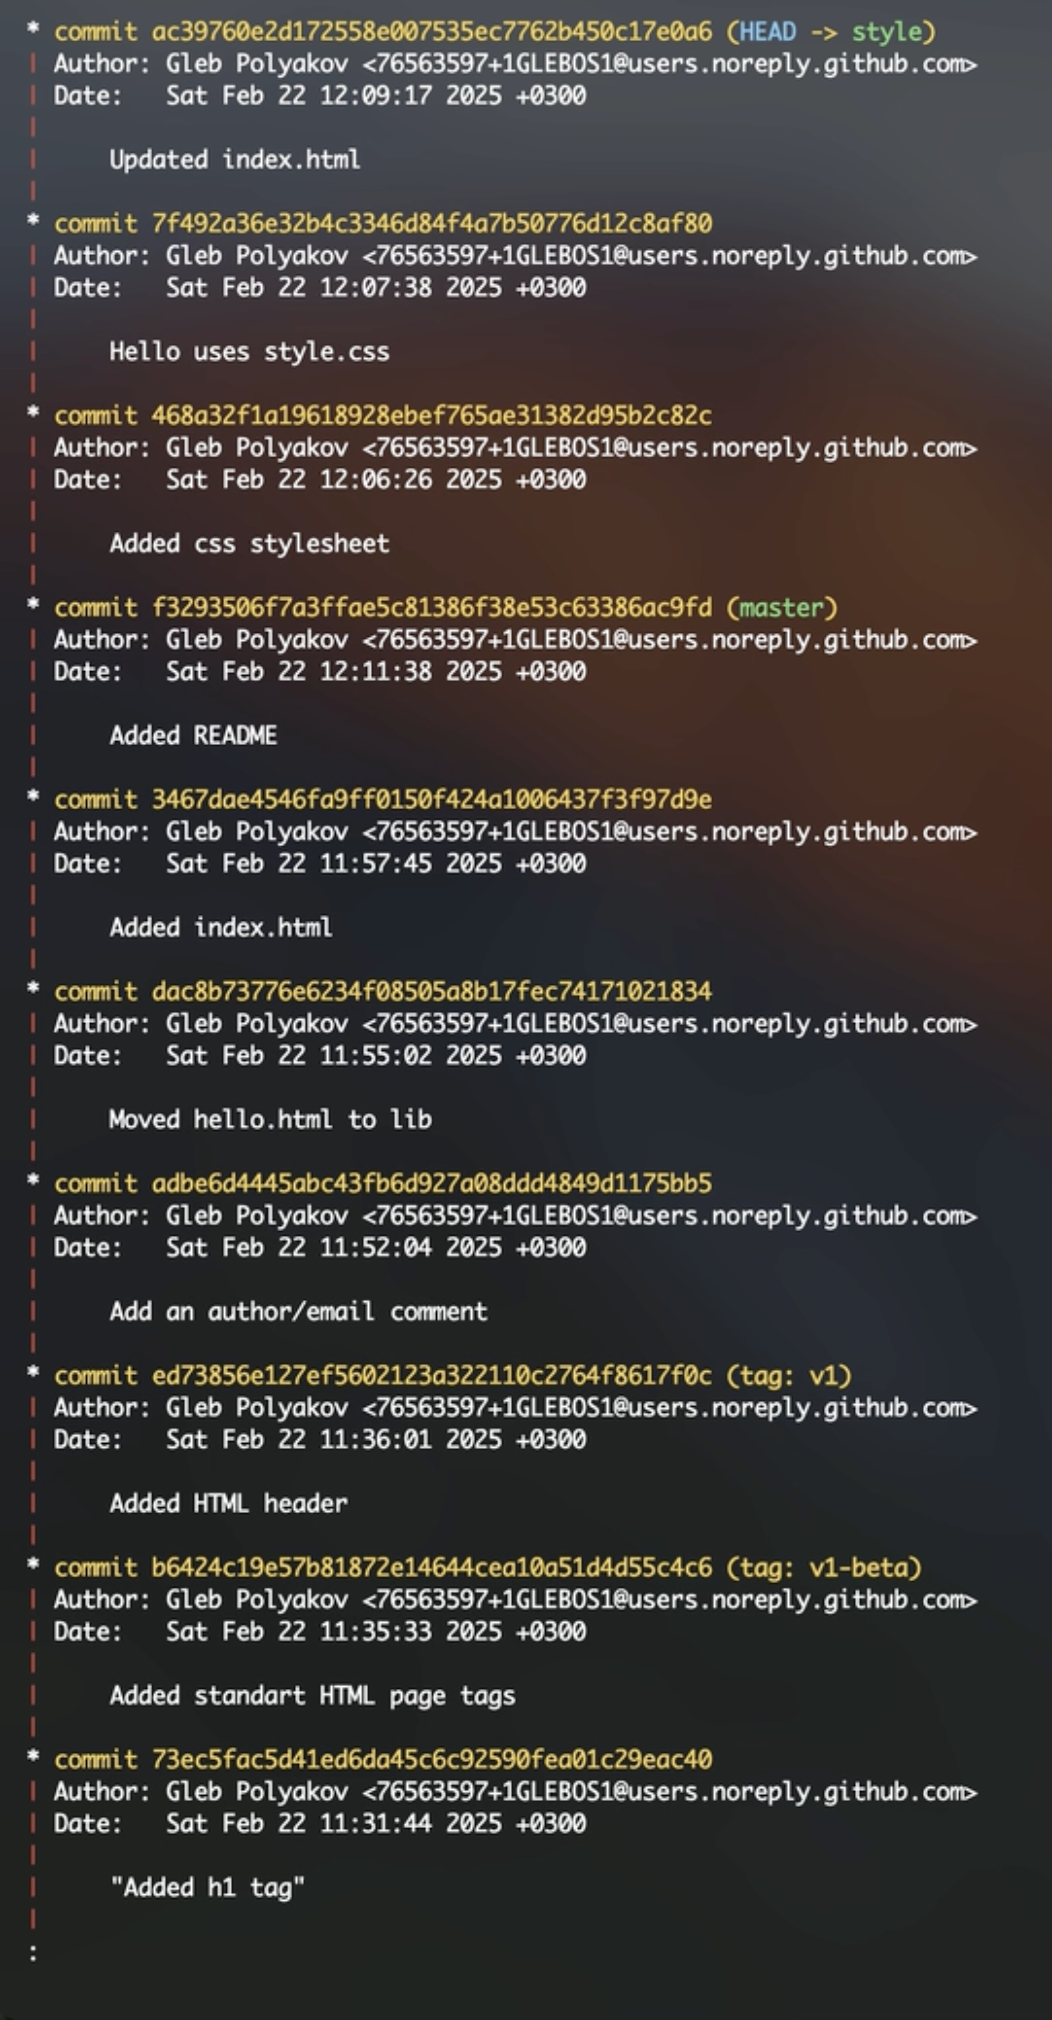 * commit ac39760e2d172558e007535ec7762b450c17e0a6 (HEAD -> style)
| Author: Gleb Polyakov <76563597+1GLEBOS1@users.noreply.github.com>
| Date:   Sat Feb 22 12:09:17 2025 +0300
|
|     Updated index.html
|
* commit 7f492a36e32b4c3346d84f4a7b50776d12c8af80
| Author: Gleb Polyakov <76563597+1GLEBOS1@users.noreply.github.com>
| Date:   Sat Feb 22 12:07:38 2025 +0300
|
|     Hello uses style.css
|
* commit 468a32f1a19618928ebef765ae31382d95b2c82c
| Author: Gleb Polyakov <76563597+1GLEBOS1@users.noreply.github.com>
| Date:   Sat Feb 22 12:06:26 2025 +0300
|
|     Added css stylesheet
|
* commit f3293506f7a3ffae5c81386f38e53c63386ac9fd (master)
| Author: Gleb Polyakov <76563597+1GLEBOS1@users.noreply.github.com>
| Date:   Sat Feb 22 12:11:38 2025 +0300
|
|     Added README
|
* commit 3467dae4546fa9ff0150f424a1006437f3f97d9e
| Author: Gleb Polyakov <76563597+1GLEBOS1@users.noreply.github.com>
| Date:   Sat Feb 22 11:57:45 2025 +0300
|
|     Added index.html
|
* commit dac8b73776e6234f08505a8b17fec74171021834
| Author: Gleb Polyakov <76563597+1GLEBOS1@users.noreply.github.com>
| Date:   Sat Feb 22 11:55:02 2025 +0300
|
|     Moved hello.html to lib
|
* commit adbe6d4445abc43fb6d927a08ddd4849d1175bb5
| Author: Gleb Polyakov <76563597+1GLEBOS1@users.noreply.github.com>
| Date:   Sat Feb 22 11:52:04 2025 +0300
|
|     Add an author/email comment
|
* commit ed73856e127ef5602123a322110c2764f8617f0c (tag: v1)
| Author: Gleb Polyakov <76563597+1GLEBOS1@users.noreply.github.com>
| Date:   Sat Feb 22 11:36:01 2025 +0300
|
|     Added HTML header
|
* commit b6424c19e57b81872e14644cea10a51d4d55c4c6 (tag: v1-beta)
| Author: Gleb Polyakov <76563597+1GLEBOS1@users.noreply.github.com>
| Date:   Sat Feb 22 11:35:33 2025 +0300
|
|     Added standart HTML page tags
|
* commit 73ec5fac5d41ed6da45c6c92590fea01c29eac40
| Author: Gleb Polyakov <76563597+1GLEBOS1@users.noreply.github.com>
| Date:   Sat Feb 22 11:31:44 2025 +0300
|
|     "Added h1 tag"
|
: